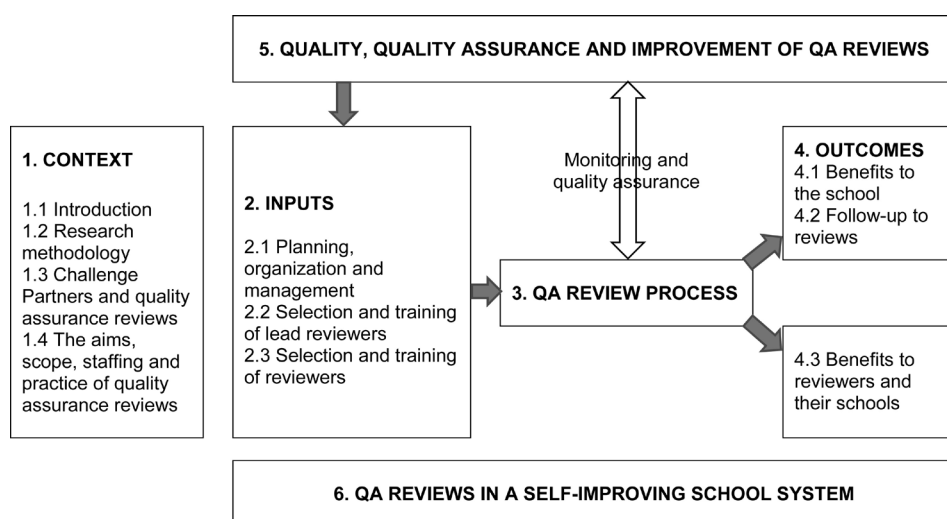 5. QUALITY, QUALITY ASSURANCE AND IMPROVEMENT OF QA REVIEWS
1. CONTEXT
1.1 Introduction
1.2 Research
methodology
1.3 Challenge
Partners and quality
assurance reviews
1.4 The aims,
scope, staffing and
practice of quality
assurance reviews
2. INPUTS
2.1 Planning,
organization and
management
2.2 Selection and training
of lead reviewers
2.3 Selection and training
of reviewers
Monitoring and
quality assurance
3. QA REVIEW PROCESS
4. OUTCOMES
4.1 Benefits to
the school
4.2 Follow-up to
reviews
4.3 Benefits to
reviewers and
their schools
6. QA REVIEWS IN A SELF-IMPROVING SCHOOL SYSTEM